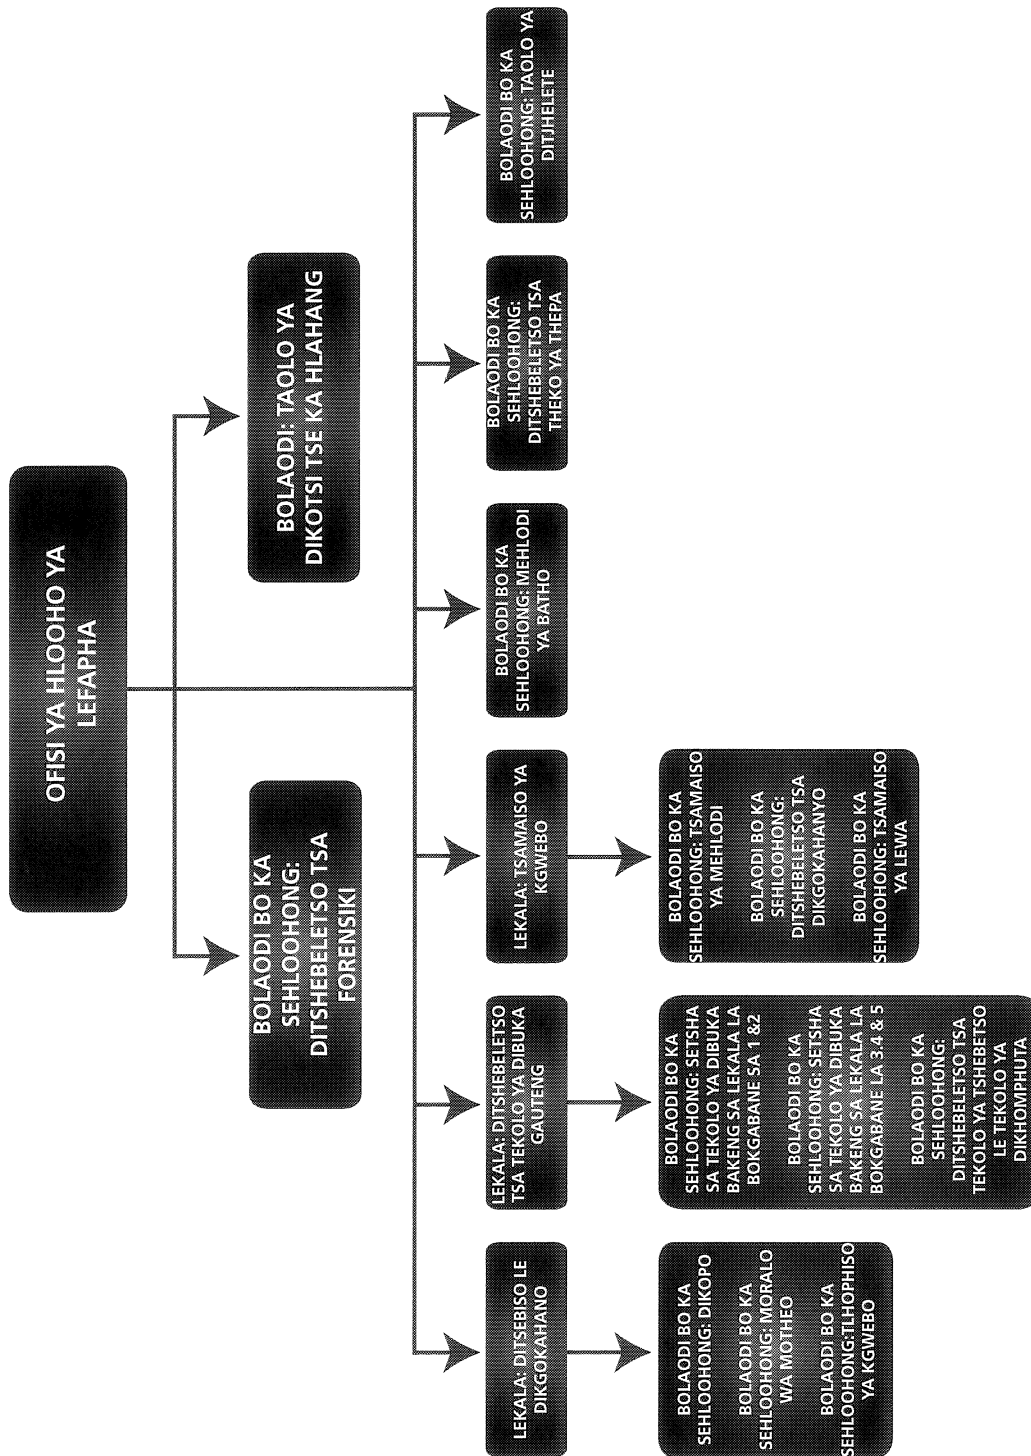 OFISI YA HLOOHO YA
LEFAPHA
BOLAODI BO KA
SEHLOOHONG:
DITSHEBELETSO TSA
FORENSIKI
BOLAODI: TAOLO YA
DIKOTSI TSE KA HLAHANG
LEKALA: DITSEBISO LE
DIKGOKAHANO
LEKALA: DITSHEBELETSO
TSA TEKOLO YA DIBUKA
GAUTENG
LEKALA: TSAMAISO YA
KGWEBO
BOLAODI BO KA
SEHLOOHONG: MEHLODI
YA BATHO
BOLAODI BO KA
SEHLOOHONG:
DITSHEBELETSO TSA
THEKO YA THEPA
BOLAODI BO KA
SEHLOOHONG: TAOLO YA
DITJHELETE
BOLAODI BO KA
SEHLOOHONG: DIKOPO
BOLAODI BO KA
SEHLOOHONG: MORALO
WA MOTHEO
BOLAODI BO KA
SEHLOOHONG:TLHOPHISO
YA KGWEBO
BOLAODI BO KA
SEHLOOHONG: SETSHA
SA TEKOLO YA DIBUKA
BAKENG SA LEKALA LA
BOKGABANE SA 1 &2
BOLAODI BO KA
SEHLOOHONG: SETSHA
SA TEKOLO YA DIBUKA
BAKENG SA LEKALA LA
BOKGABANE LA 3.4 & 5
BOLAODI BO KA
SEHLOOHONG:
DITSHEBELETSO TSA
TEKOLO YA TSHEBETSO
LE TEKOLO YA
DIKHOMPHUTA
BOLAODI BO KA
SEHLOOHONG: TSAMAISO
YA MEHLODI
BOLAODI BO KA
SEHLOOHONG:
DITSHEBELETSO TSA
DIKGOKAHANYO
BOLAODI BO KA
SEHLOOHONG: TSAMAISO
YA LEWA